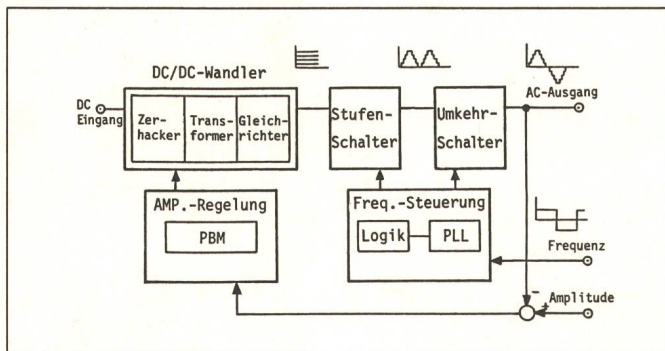 DC/DC-Wandler
DC
Eingang
Zer-
hacker
Trans-
former
Gleich-
richter
Stufen-
Schalter
Umkehr-
Schalter
AC-Ausgang
AMP.-Regelung
PBM
Freq.-Steuerung
Logik
PLL
Frequenz
-
+
Amplitude